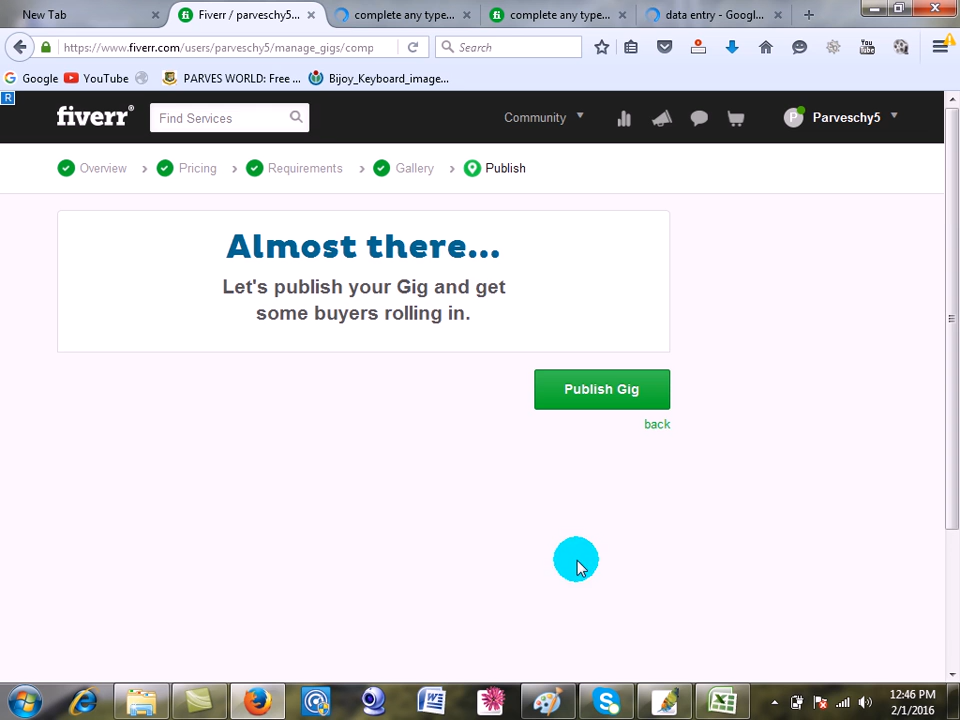 New Tab
Fiverr / parveschy5...
complete any type...
complete any type...
data entry - Googl...
https://www.fiverr.com/users/parveschy5/manage_gigs/comp
Search
Google
YouTube
PARVES WORLD: Free ...
Bijoy_Keyboard_image...
R
fiverr®
Find Services
Community
P
Parveschy5
Overview
Pricing
Requirements
Gallery
Publish
Almost there...
Let's publish your Gig and get
some buyers rolling in.
Publish Gig
back
12:46 PM
2/1/2016